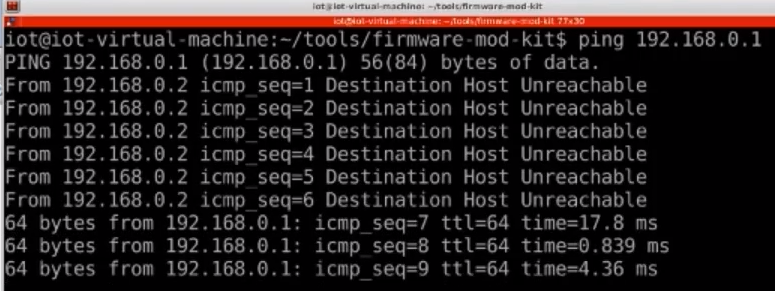 iot@iot-virtual-machine: ~/tools/firmware-mod-kit
iot@iot-virtual-machine: ~/tools/firmware-mod-kit 77x30
iot@iot-virtual-machine:~/tools/firmware-mod-kit$ ping 192.168.0.1
PING 192.168.0.1 (192.168.0.1) 56(84) bytes of data.
From 192.168.0.2 icmp_seq=1 Destination Host Unreachable
From 192.168.0.2 icmp_seq=2 Destination Host Unreachable
From 192.168.0.2 icmp_seq=3 Destination Host Unreachable
From 192.168.0.2 icmp_seq=4 Destination Host Unreachable
From 192.168.0.2 icmp_seq=5 Destination Host Unreachable
From 192.168.0.2 icmp_seq=6 Destination Host Unreachable
64 bytes from 192.168.0.1: icmp_seq=7 ttl=64 time=17.8 ms
64 bytes from 192.168.0.1: icmp_seq=8 ttl=64 time=0.839 ms
64 bytes from 192.168.0.1: icmp_seq=9 ttl=64 time=4.36 ms